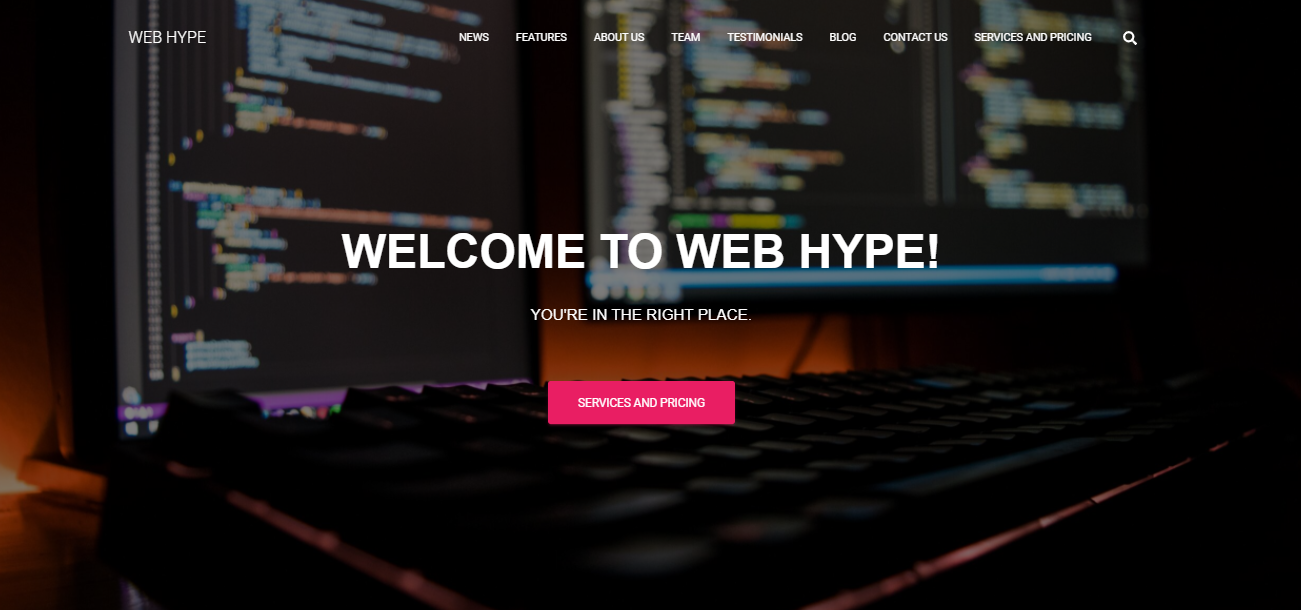 WEB HYPE
NEWS FEATURES ABOUT US TEAM TESTIMONIALS BLOG CONTACT US SERVICES AND PRICING
WELCOME TO WEB HYPE!
YOU'RE IN THE RIGHT PLACE.
SERVICES AND PRICING